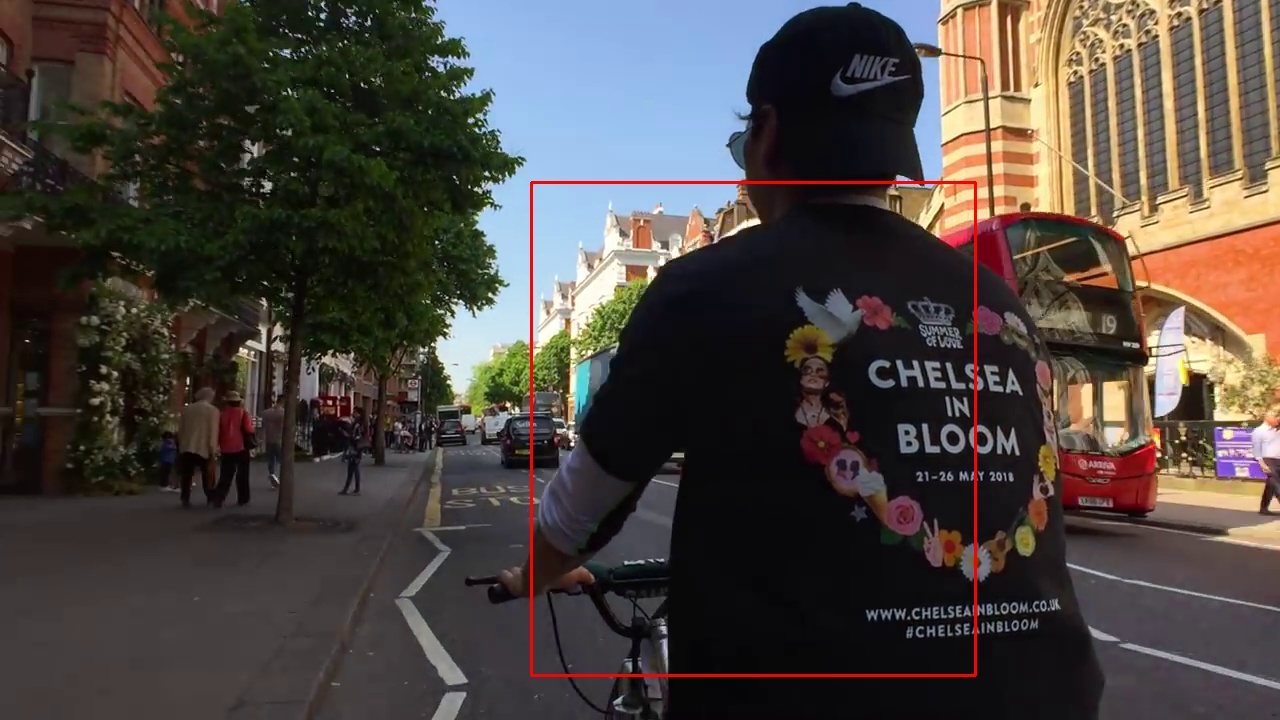 NIKE
SUMMER
OF LOVE
CHELSEA
IN
BLOOM
21-26 MAY 2018
WWW.CHELSEAINBLOOM.CO.UK
#CHELSEAINBLOOM
19
ARRIVA
BUS
STOP